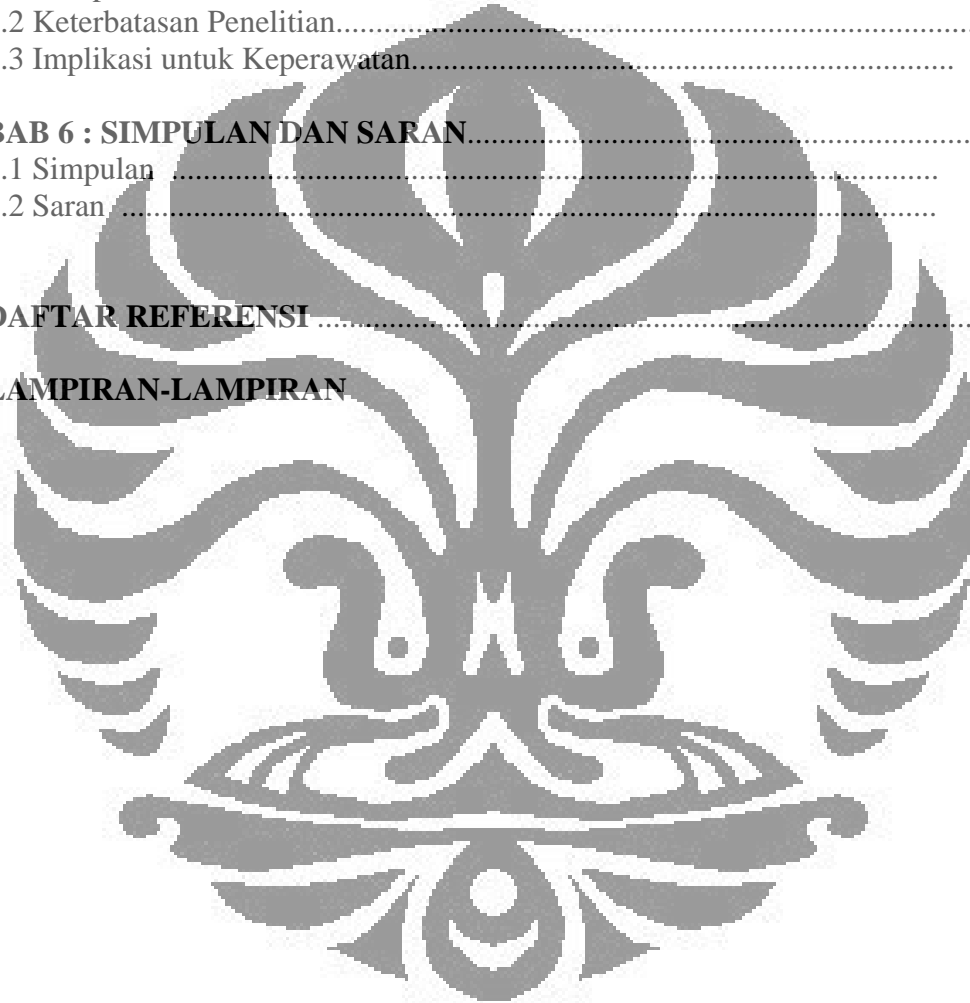 .2 Keterbatasan Penelitian........................................................................................
.3 Implikasi untuk Keperawatan.........................................................................
BAB 6 : SIMPULAN DAN SARAN...................................................................
.1 Simpulan .......................................................................................................
.2 Saran .............................................................................................................
DAFTAR REFERENSI .......................................................................................
LAMPIRAN-LAMPIRAN